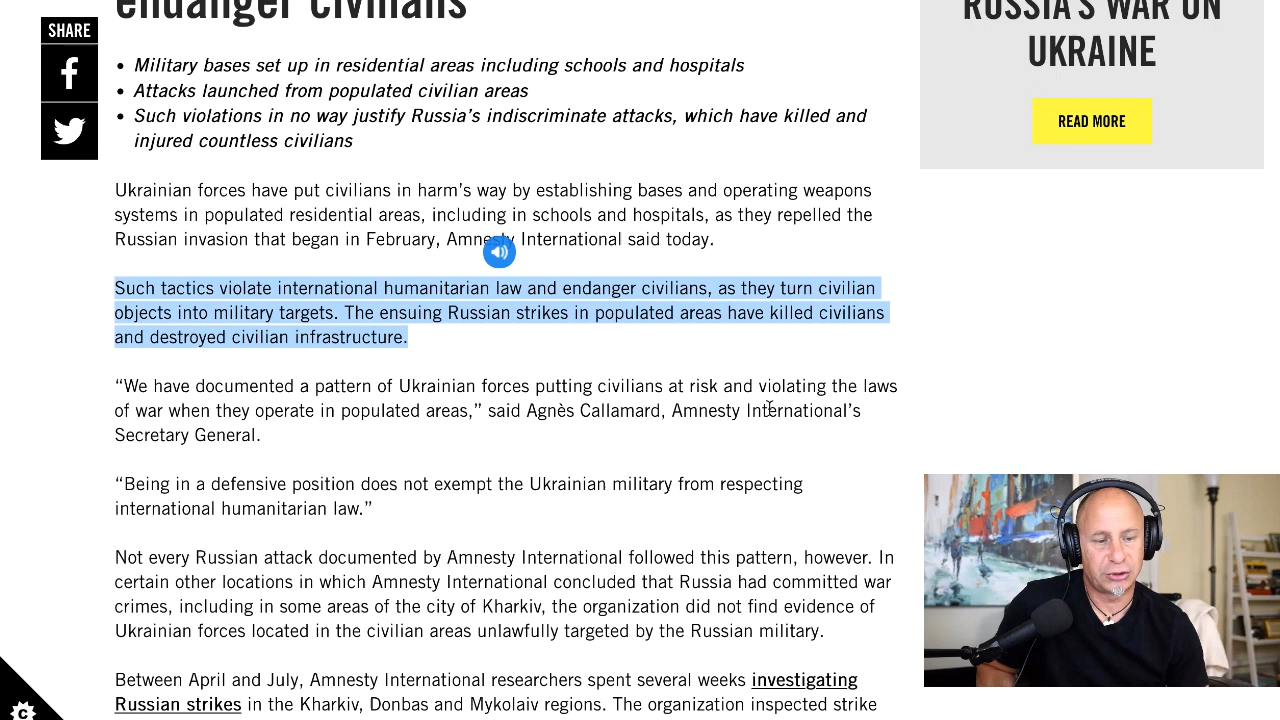 endanger civilians
SHARE
• Military bases set up in residential areas including schools and hospitals
• Attacks launched from populated civilian areas
• Such violations in no way justify Russia’s indiscriminate attacks, which have killed and
injured countless civilians
Ukrainian forces have put civilians in harm’s way by establishing bases and operating weapons
systems in populated residential areas, including in schools and hospitals, as they repelled the
Russian invasion that began in February, Amnesty International said today.
Such tactics violate international humanitarian law and endanger civilians, as they turn civilian
objects into military targets. The ensuing Russian strikes in populated areas have killed civilians
and destroyed civilian infrastructure.
“We have documented a pattern of Ukrainian forces putting civilians at risk and violating the laws
of war when they operate in populated areas,” said Agnès Callamard, Amnesty International’s
Secretary General.
“Being in a defensive position does not exempt the Ukrainian military from respecting
international humanitarian law.”
Not every Russian attack documented by Amnesty International followed this pattern, however. In
certain other locations in which Amnesty International concluded that Russia had committed war
crimes, including in some areas of the city of Kharkiv, the organization did not find evidence of
Ukrainian forces located in the civilian areas unlawfully targeted by the Russian military.
Between April and July, Amnesty International researchers spent several weeks investigating
Russian strikes in the Kharkiv, Donbas and Mykolaiv regions. The organization inspected strike
RUSSIA’S WAR ON
UKRAINE
READ MORE
C